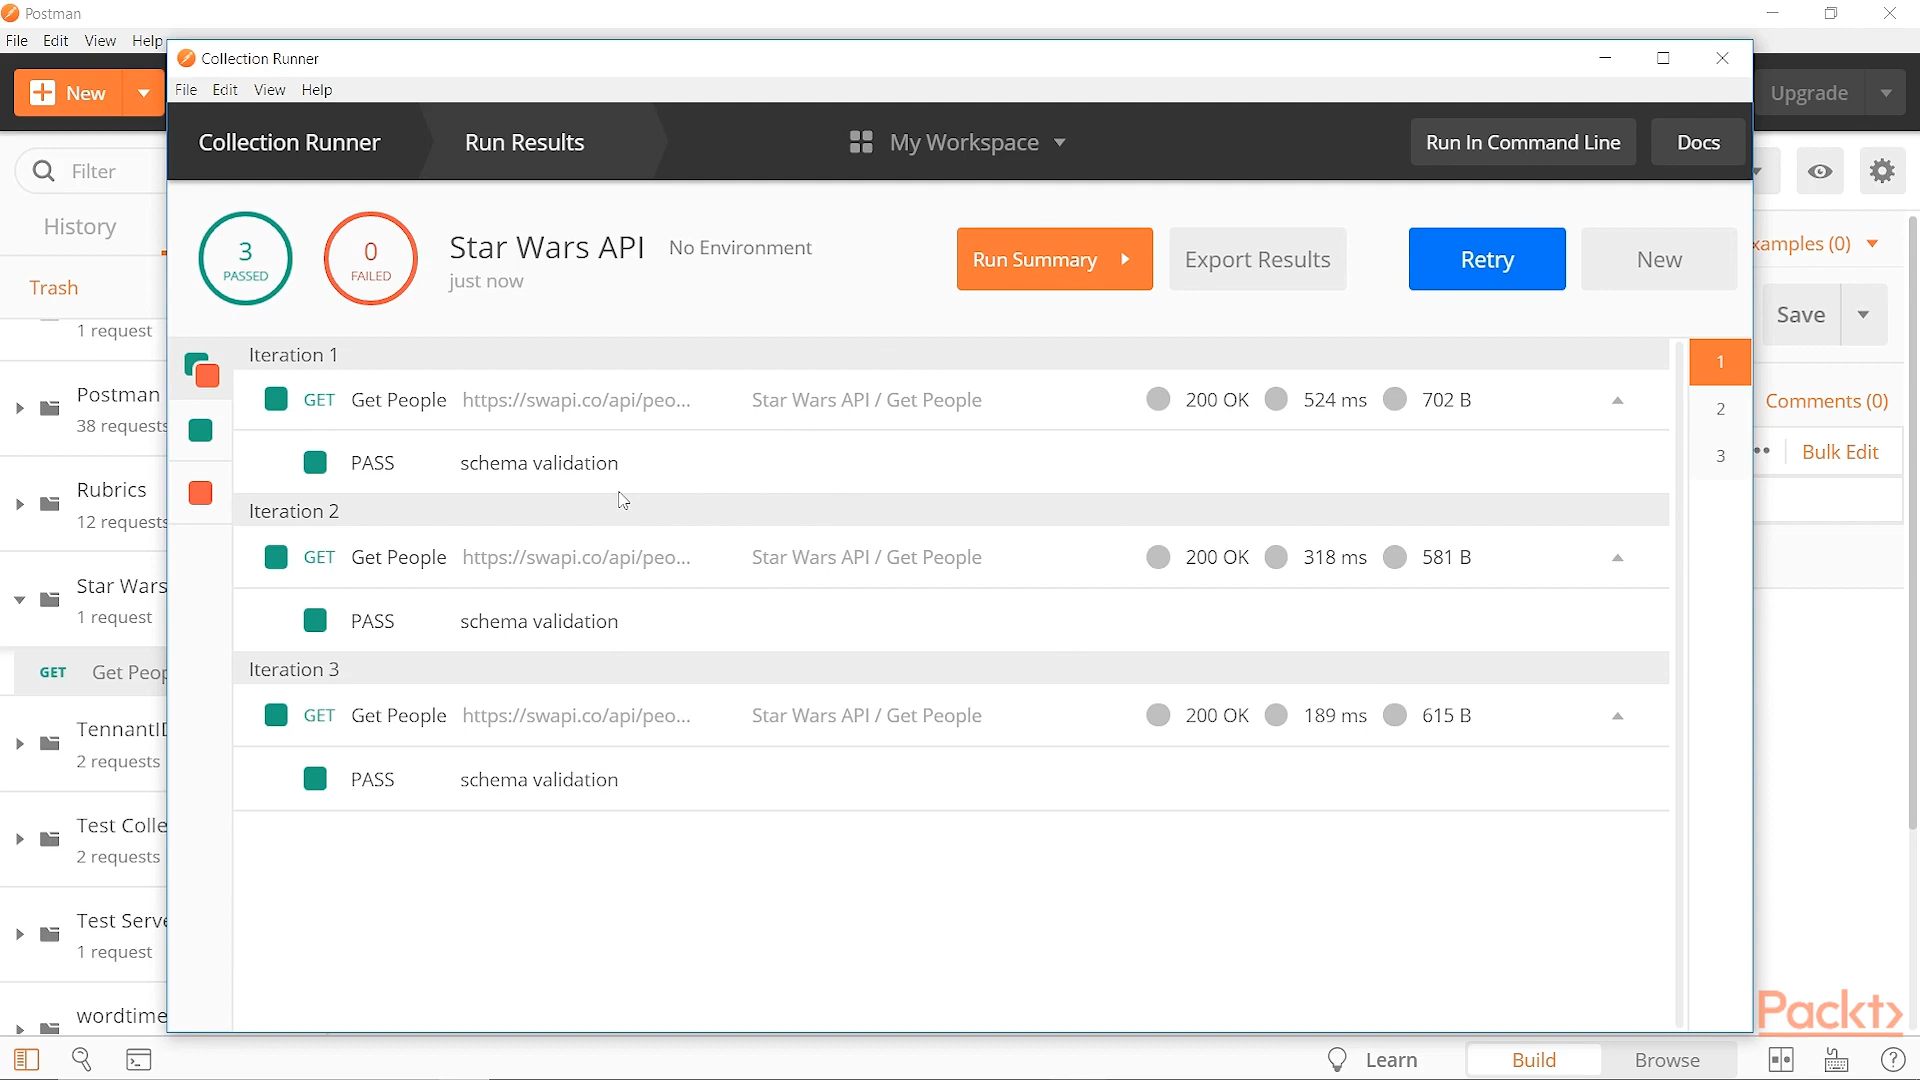 Postman
File Edit View Help
Collection Runner
File Edit View Help
New
Upgrade
Collection Runner
Run Results
My Workspace
Run In Command Line
Docs
Filter
History
Trash
3
PASSED
0
FAILED
Star Wars API
No Environment
just now
Run Summary
Export Results
Retry
New
xamples (0)
Save
Comments (0)
Bulk Edit
1 request
Postman
38 requests
Rubrics
12 requests
Star Wars
1 request
GET Get Peop
TennantID
2 requests
Test Colle
2 requests
Test Serve
1 request
wordtime
Iteration 1
GET Get People https://swapi.co/api/peo... Star Wars API / Get People 200 OK 524 ms 702 B
PASS schema validation
Iteration 2
GET Get People https://swapi.co/api/peo... Star Wars API / Get People 200 OK 318 ms 581 B
PASS schema validation
Iteration 3
GET Get People https://swapi.co/api/peo... Star Wars API / Get People 200 OK 189 ms 615 B
PASS schema validation
1
2
3
Packt>
Learn
Build
Browse